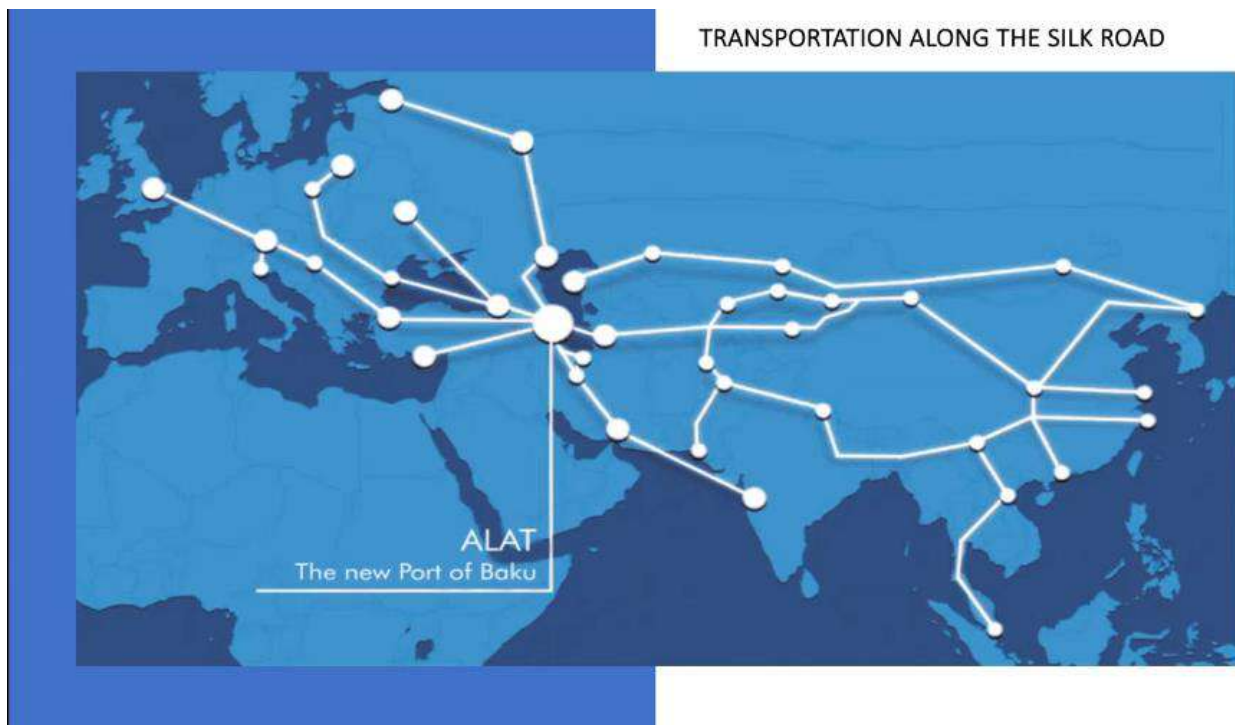 TRANSPORTATION ALONG THE SILK ROAD
ALAT
The new Port of Baku